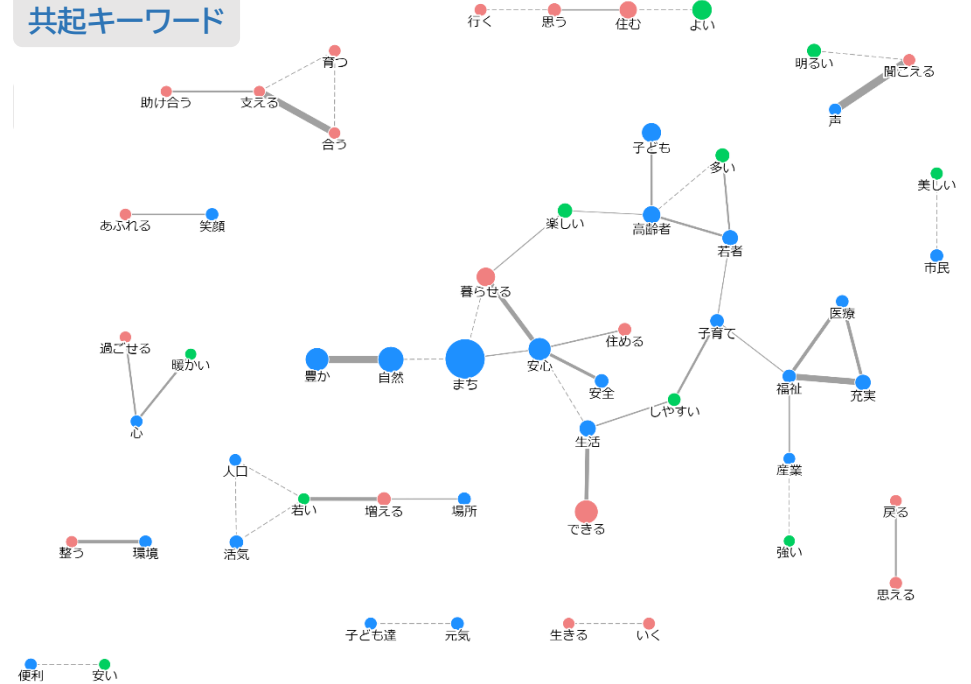 共起キーワード
行く
思う
住む
よい
育つ
明るい
聞こえる
助け合う
支える
声
合う
子ども
多い
美しい
あふれる
笑顔
楽しい
高齢者
若者
市民
暮らせる
医療
過ごせる
暖かい
住める
子育て
豊か
自然
まち
安心
安全
福祉
充実
しやすい
心
生活
人口
産業
若い
増える
場所
できる
戻る
整う
環境
活気
強い
思える
子ども達
元気
生きる
いく
便利
安い